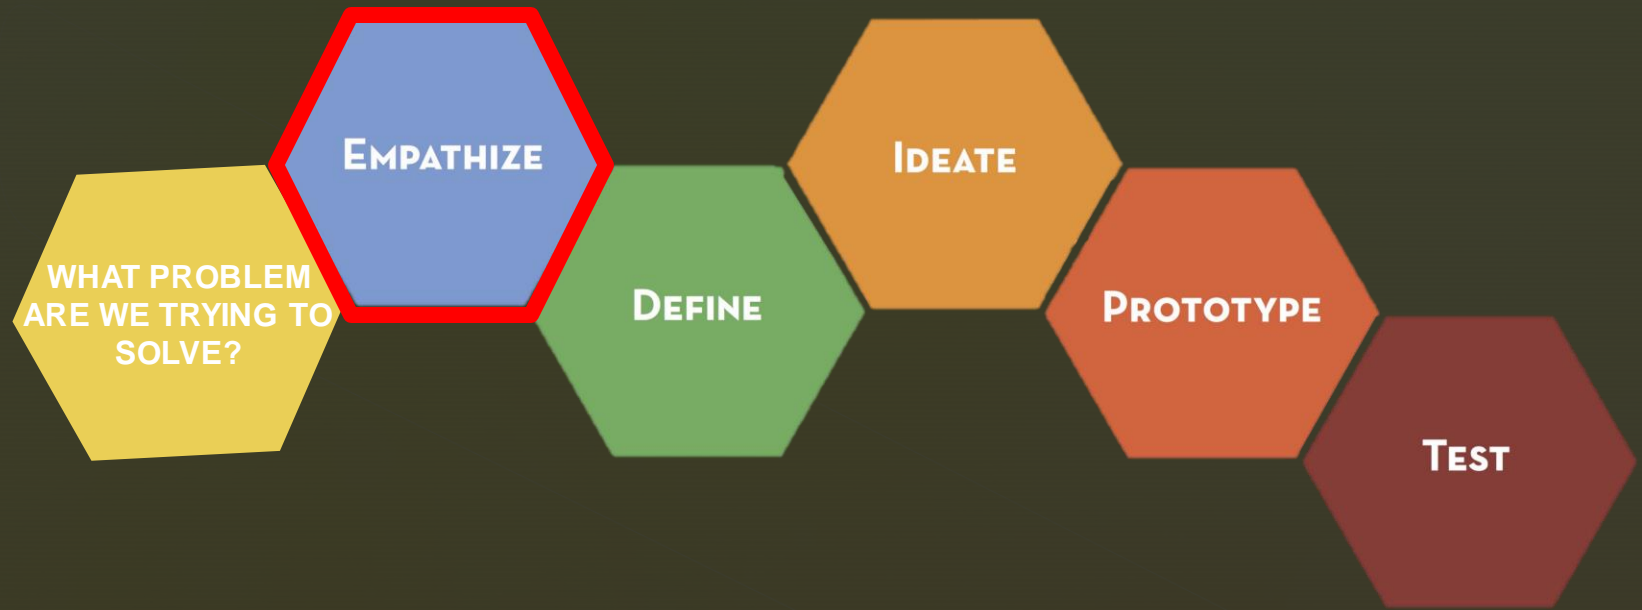 WHAT PROBLEM
ARE WE TRYING TO
SOLVE?
EMPATHIZE
DEFINE
IDEATE
PROTOTYPE
TEST